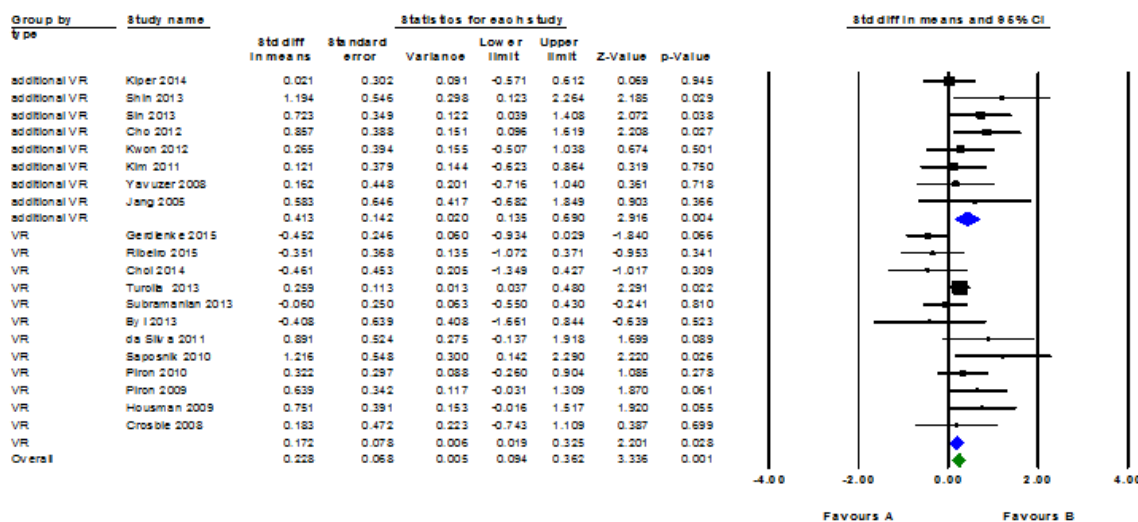 Group by type Study name Statistics for each study Std diff in means and 95% CI
Std diff in means Standard error Variance Lower limit Upper limit Z-Value p-Value
additional VR Kiper 2014 0.021 0.302 0.091 -0.571 0.612 0.069 0.945
additional VR Shin 2013 1.194 0.546 0.298 0.123 2.264 2.185 0.029
additional VR Sin 2013 0.723 0.349 0.122 0.039 1.408 2.072 0.038
additional VR Cho 2012 0.857 0.388 0.151 0.096 1.619 2.208 0.027
additional VR Kwon 2012 0.265 0.394 0.155 -0.507 1.038 0.674 0.501
additional VR Kim 2011 0.121 0.379 0.144 -0.623 0.864 0.319 0.750
additional VR Yavuzer 2008 0.162 0.448 0.201 -0.716 1.040 0.361 0.718
additional VR Jang 2005 0.583 0.646 0.417 -0.682 1.849 0.903 0.366
additional VR 0.413 0.142 0.020 0.135 0.690 2.916 0.004
VR Gerdienke 2015 -0.452 0.246 0.060 -0.934 0.029 -1.840 0.066
VR Ribeiro 2015 -0.351 0.368 0.135 -1.072 0.371 -0.953 0.341
VR Choi 2014 -0.461 0.453 0.205 -1.349 0.427 -1.017 0.309
VR Turolla 2013 0.259 0.113 0.013 0.037 0.480 2.291 0.022
VR Subramanian 2013 -0.060 0.250 0.063 -0.550 0.430 -0.241 0.810
VR By l 2013 -0.408 0.639 0.408 -1.661 0.844 -0.639 0.523
VR da Silva 2011 0.891 0.524 0.275 -0.137 1.918 1.699 0.089
VR Saposnik 2010 1.216 0.548 0.300 0.142 2.290 2.220 0.026
VR Piron 2010 0.322 0.297 0.088 -0.260 0.904 1.085 0.278
VR Piron 2009 0.639 0.342 0.117 -0.031 1.309 1.870 0.061
VR Housman 2009 0.751 0.391 0.153 -0.016 1.517 1.920 0.055
VR Crosbie 2008 0.183 0.472 0.223 -0.743 1.109 0.387 0.699
VR 0.172 0.078 0.006 0.019 0.325 2.201 0.028
Overall 0.228 0.068 0.005 0.094 0.362 3.336 0.001
-4.00 -2.00 0.00 2.00 4.00
Favours A Favours B